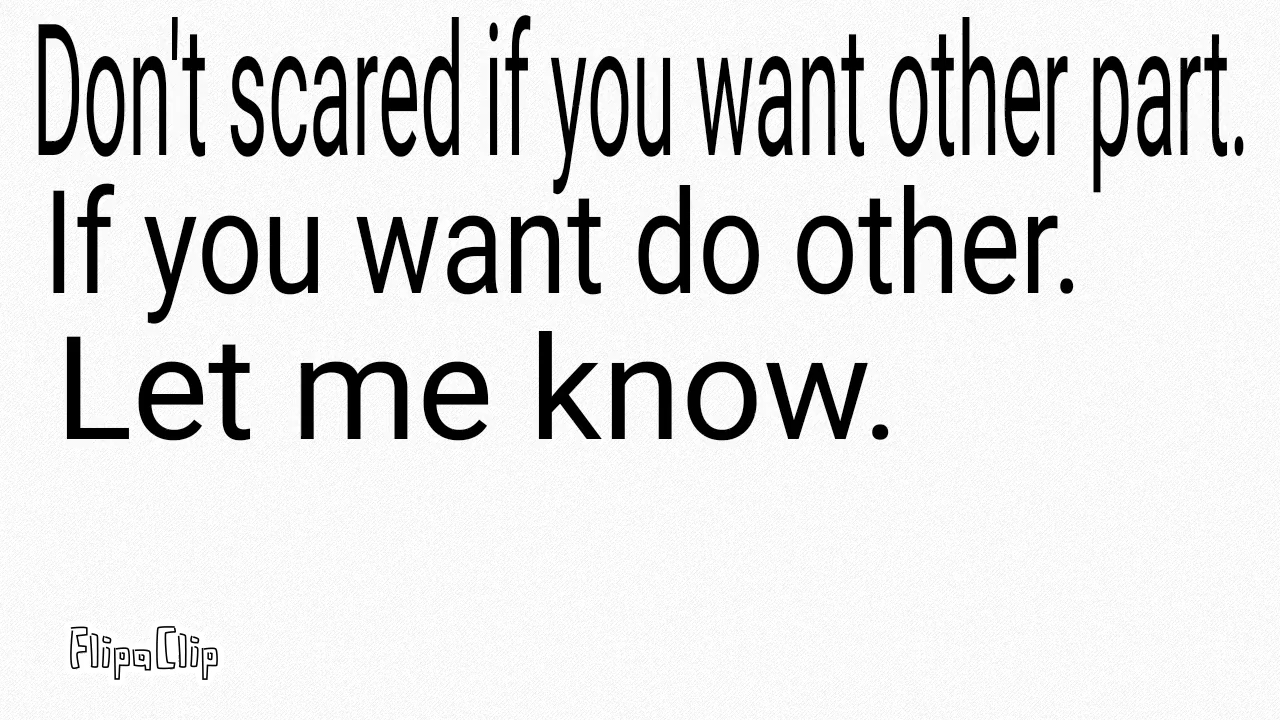 Don't scared if you want other part.
If you want do other.
Let me know.
FlipaClip